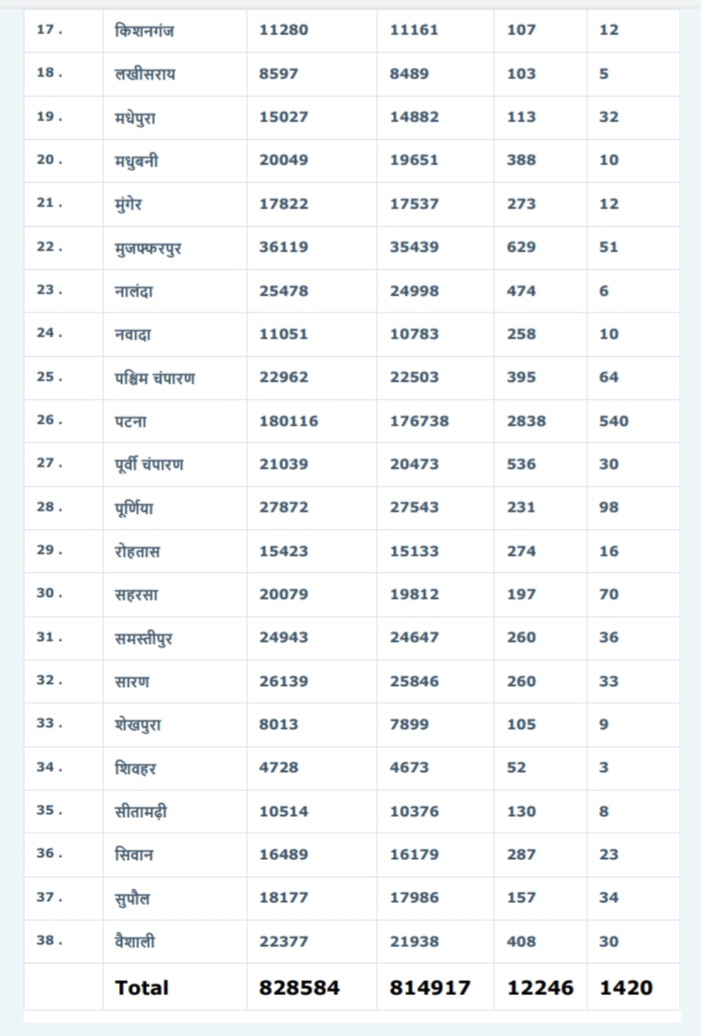 17 . किशनगंज 11280 11161 107 12
18 . लखीसराय 8597 8489 103 5
19 . मधेपुरा 15027 14882 113 32
20 . मधुबनी 20049 19651 388 10
21 . मुंगेर 17822 17537 273 12
22 . मुजफ्फरपुर 36119 35439 629 51
23 . नालंदा 25478 24998 474 6
24 . नवादा 11051 10783 258 10
25 . पश्चिम चंपारण 22962 22503 395 64
26 . पटना 180116 176738 2838 540
27 . पूर्वी चंपारण 21039 20473 536 30
28 . पूर्णिया 27872 27543 231 98
29 . रोहतास 15423 15133 274 16
30 . सहरसा 20079 19812 197 70
31 . समस्तीपुर 24943 24647 260 36
32 . सारण 26139 25846 260 33
33 . शेखपुरा 8013 7899 105 9
34 . शिवहर 4728 4673 52 3
35 . सीतामढ़ी 10514 10376 130 8
36 . सिवान 16489 16179 287 23
37 . सुपौल 18177 17986 157 34
38 . वैशाली 22377 21938 408 30
Total 828584 814917 12246 1420